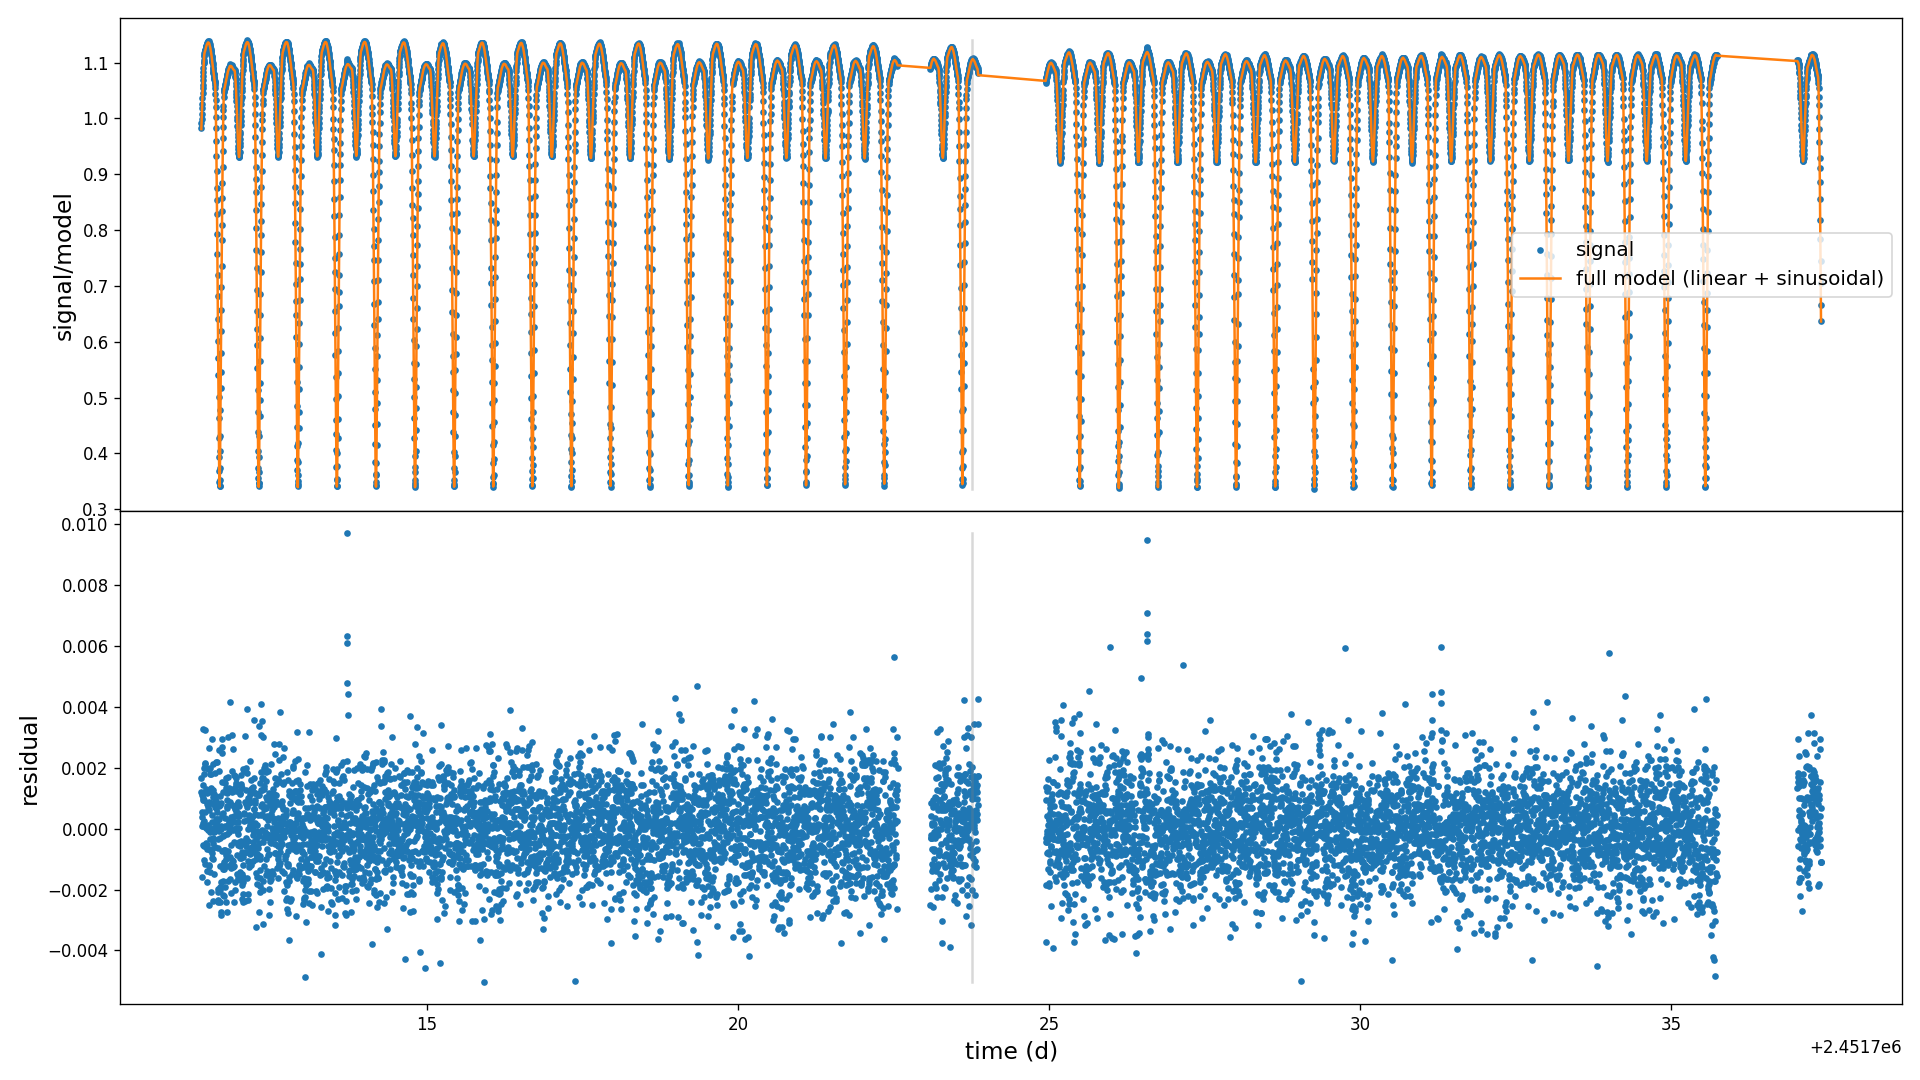 signal/model
1.1
1.0
0.9
0.8
0.7
0.6
0.5
0.4
0.3
signal
full model (linear + sinusoidal)
residual
0.010
0.008
0.006
0.004
0.002
0.000
−0.002
−0.004
15 20 25 30 35
time (d)
+2.4517e6